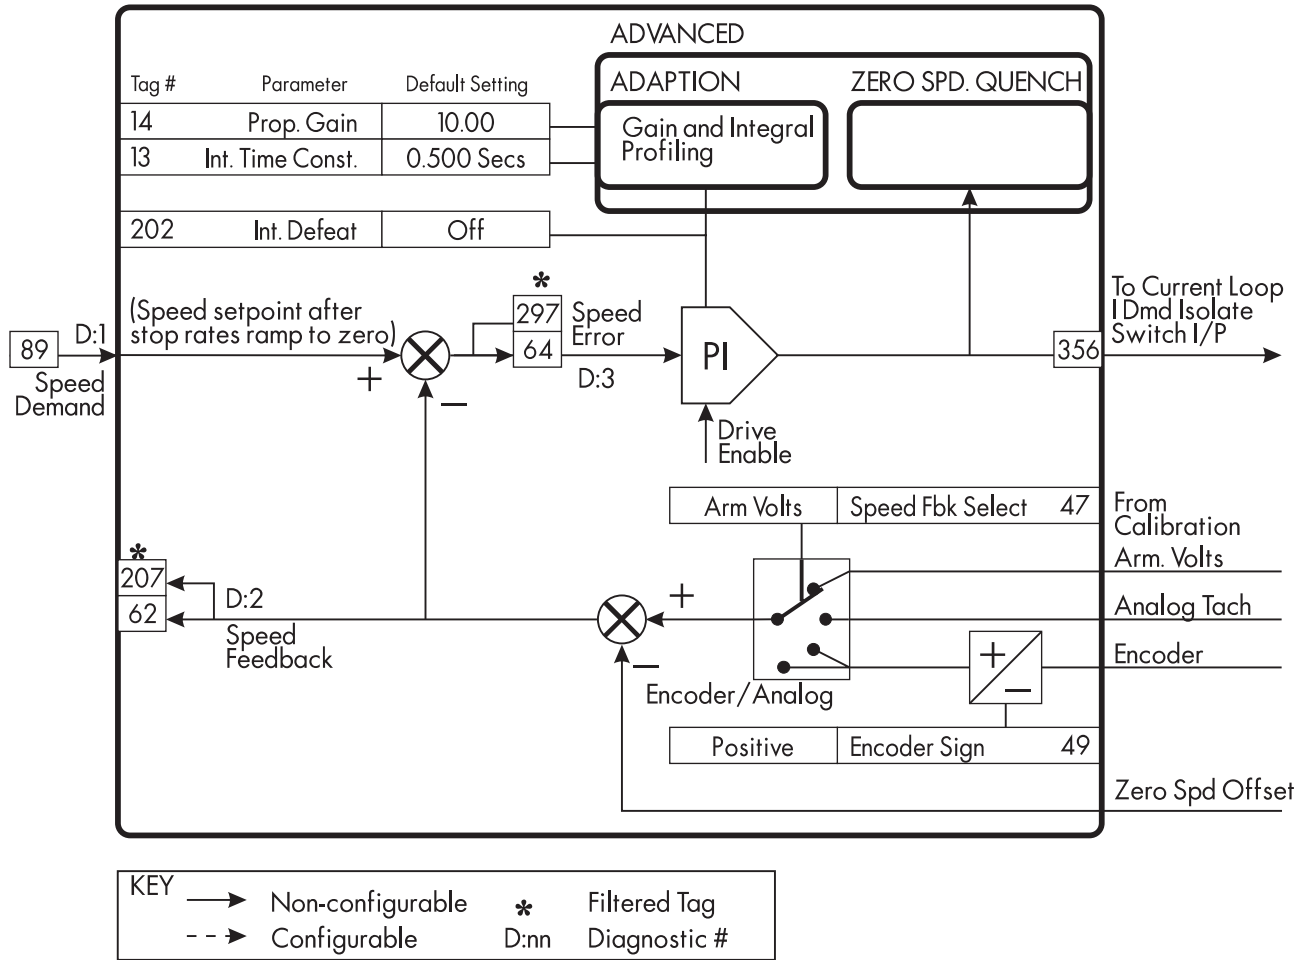 ADVANCED
Tag # Parameter Default Setting
ADAPTION
ZERO SPD. QUENCH
14 Prop. Gain 10.00
13 Int. Time Const. 0.500 Secs
Gain and Integral
Profiling
202 Int. Defeat Off
89
D:1
Speed
Demand
(Speed setpoint after
stop rates ramp to zero)
+
−
*
297
64
Speed
Error
D:3
PI
Drive
Enable
356
To Current Loop
I Dmd Isolate
Switch I/P
Arm Volts Speed Fbk Select 47
From
Calibration
Arm. Volts
Analog Tach
Encoder
*
207
62
D:2
Speed
Feedback
+
−
Encoder/Analog
+
−
Positive Encoder Sign 49
Zero Spd Offset
KEY
Non-configurable * Filtered Tag
Configurable D:nn Diagnostic #